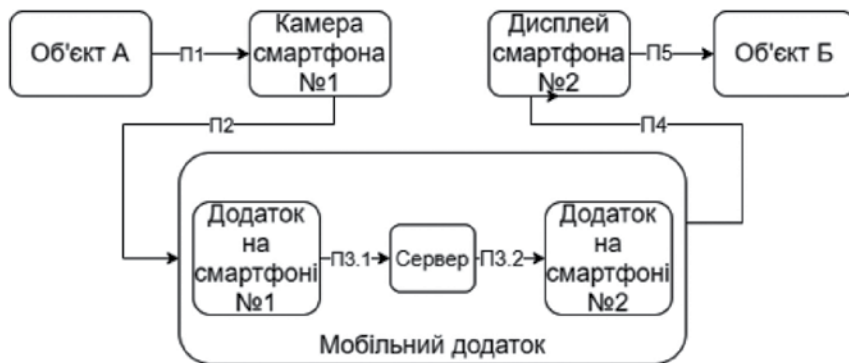 Об'єкт А
П1
Камера
смартфона
№1
Дисплей
смартфона
№2
П5
Об'єкт Б
П2
П4
Додаток
на
смартфоні
№1
П3.1
Сервер
П3.2
Додаток
на
смартфоні
№2
Мобільний додаток